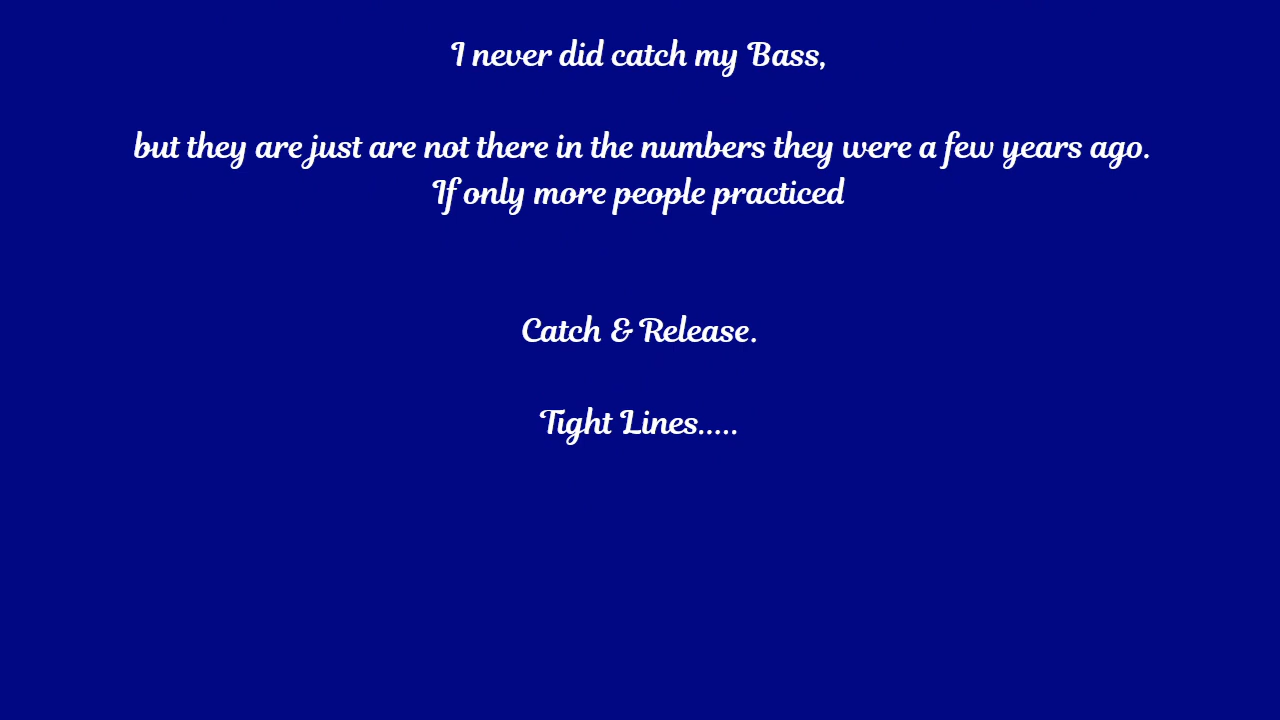 I never did catch my Bass,
but they are just are not there in the numbers they were a few years ago.
If only more people practiced
Catch & Release.
Tight Lines.....